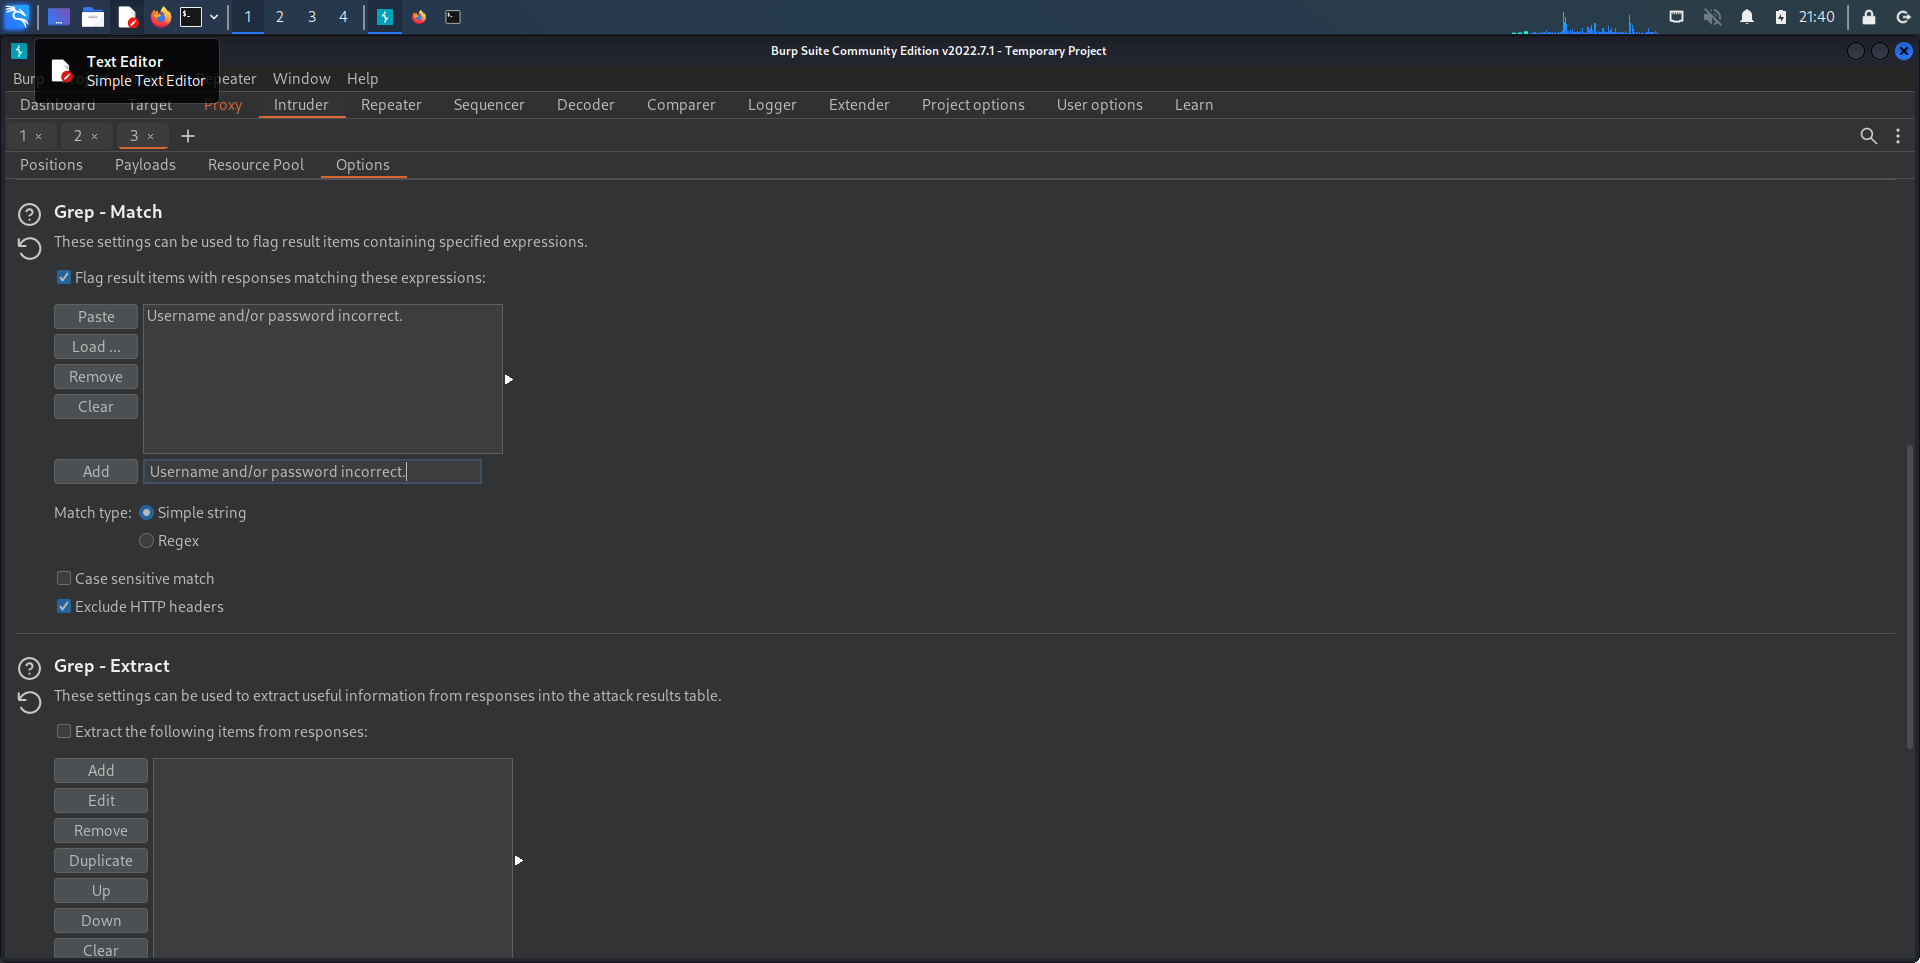 1 2 3 4 21:40
Burp Suite Community Edition v2022.7.1 - Temporary Project
Text Editor
Simple Text Editor
Burp Repeater Window Help
Dashboard Target Proxy Intruder Repeater Sequencer Decoder Comparer Logger Extender Project options User options Learn
1 × 2 × 3 × +
Positions Payloads Resource Pool Options
Grep - Match
These settings can be used to flag result items containing specified expressions.
Flag result items with responses matching these expressions:
Paste Username and/or password incorrect.
Load ...
Remove
Clear
Add Username and/or password incorrect.
Match type: Simple string
Regex
Case sensitive match
Exclude HTTP headers
Grep - Extract
These settings can be used to extract useful information from responses into the attack results table.
Extract the following items from responses:
Add
Edit
Remove
Duplicate
Up
Down
Clear